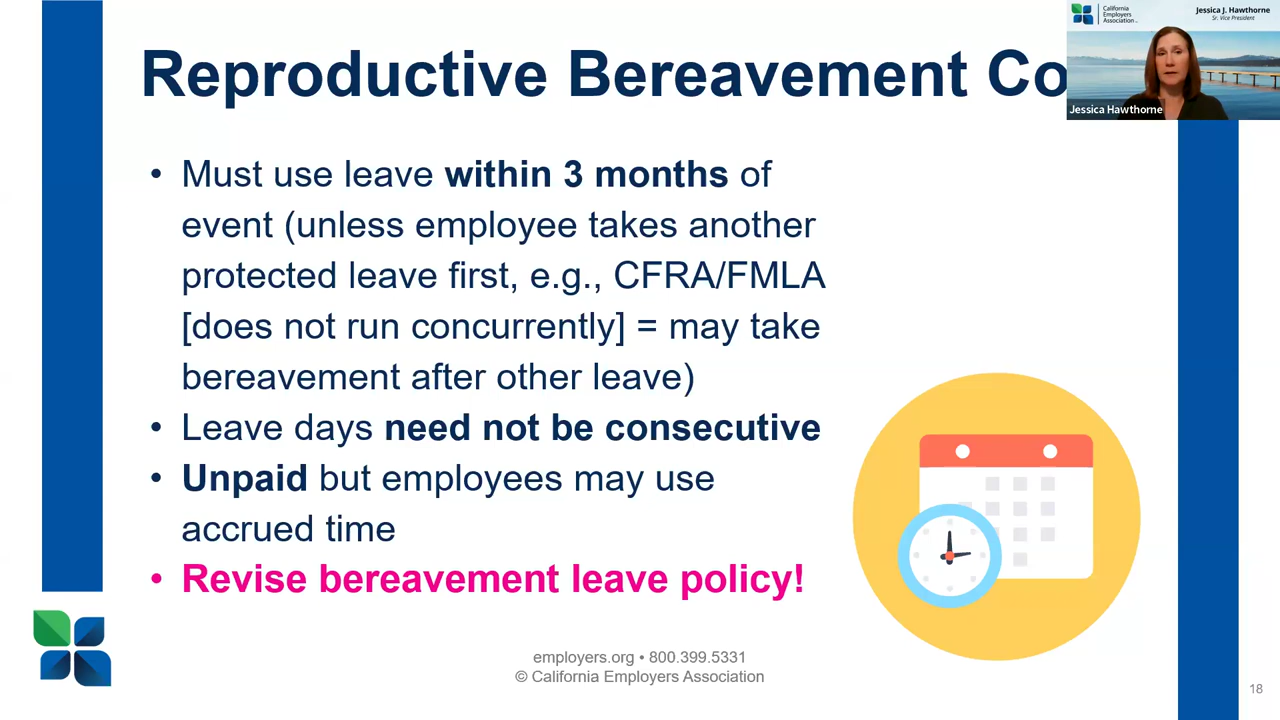 Reproductive Bereavement Co
California
Employers
Association
Jessica J. Hawthorne
Sr. Vice President
Jessica Hawthorne
• Must use leave within 3 months of
event (unless employee takes another
protected leave first, e.g., CFRA/FMLA
[does not run concurrently] = may take
bereavement after other leave)
• Leave days need not be consecutive
• Unpaid but employees may use
accrued time
• Revise bereavement leave policy!
employers.org • 800.399.5331
© California Employers Association
18